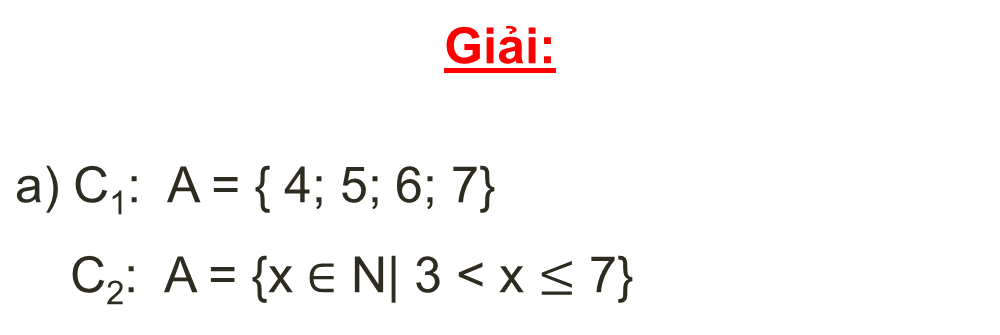 Giải:
a) C₁: A = { 4; 5; 6; 7}
C₂: A = {x ∈ N| 3 < x ≤ 7}